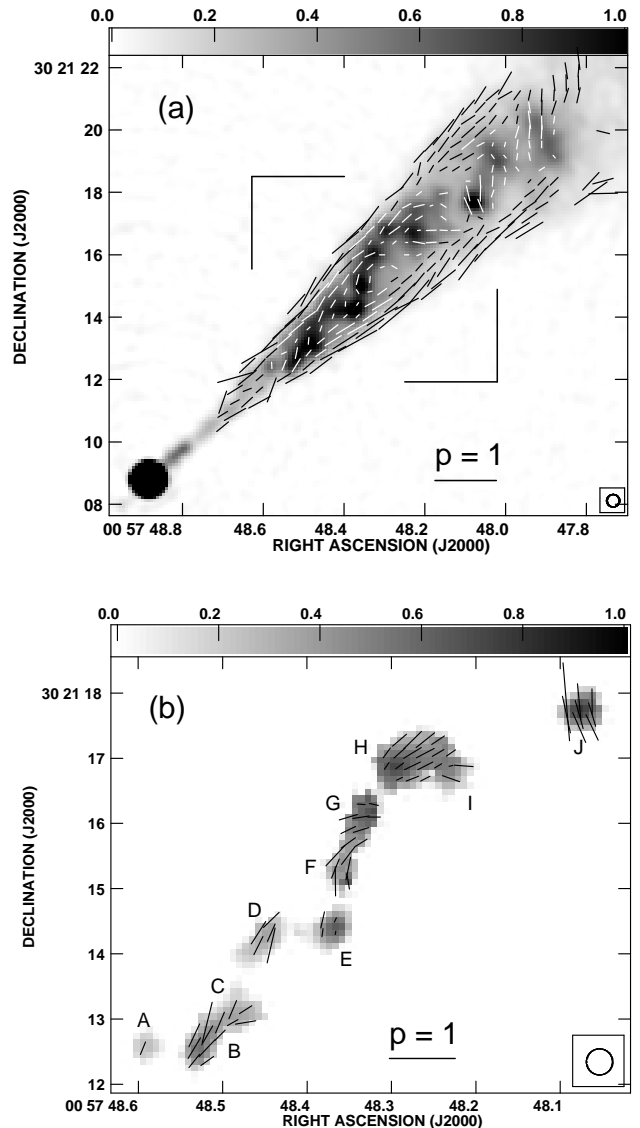 0.0 0.2 0.4 0.6 0.8 1.0
30 21 22
(a)
20
18
16
14
12
10
08
DECLINATION (J2000)
p = 1
00 57 48.8 48.6 48.4 48.2 48.0 47.8
RIGHT ASCENSION (J2000)
0.0 0.2 0.4 0.6 0.8 1.0
30 21 18
(b)
J
H
17
I
G
16
F
15
D
E
14
C
A
13
B
12
DECLINATION (J2000)
p = 1
00 57 48.6 48.5 48.4 48.3 48.2 48.1
RIGHT ASCENSION (J2000)